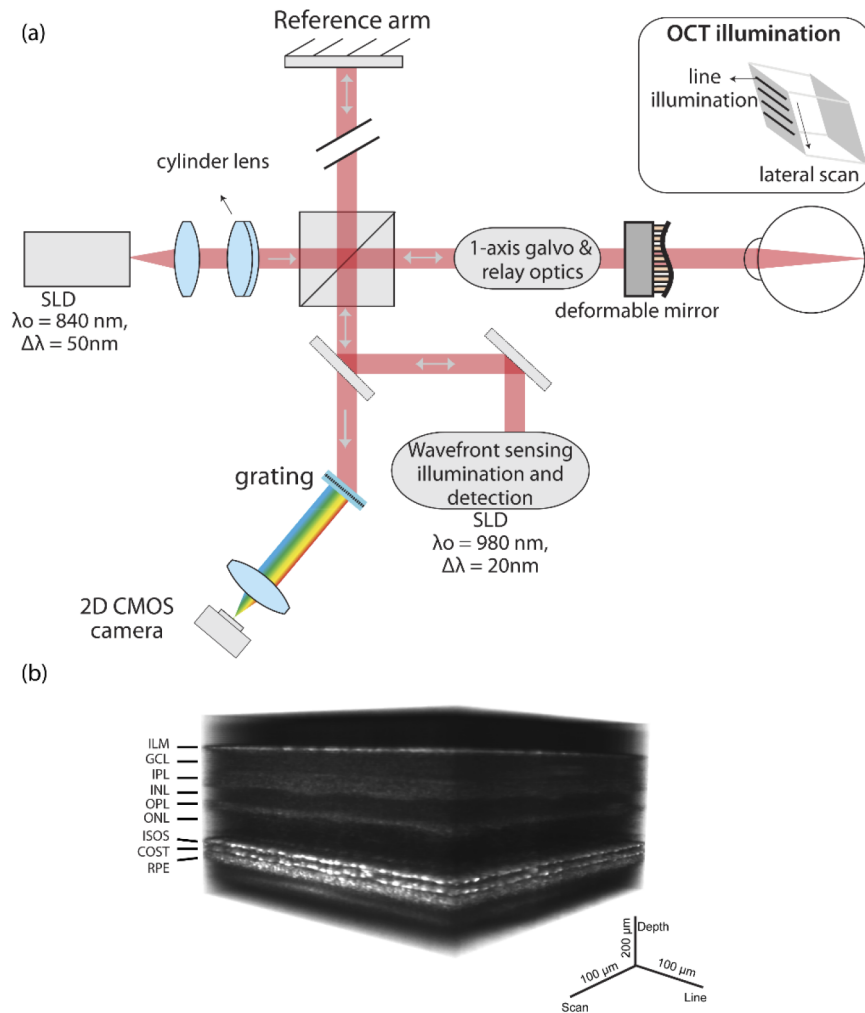 (a)
Reference arm
OCT illumination
line
illumination
lateral scan
cylinder lens
1-axis galvo &
relay optics
SLD
λo = 840 nm,
Δλ = 50nm
deformable mirror
grating
Wavefront sensing
illumination and
detection
SLD
λo = 980 nm,
Δλ = 20nm
2D CMOS
camera
(b)
ILM
GCL
IPL
INL
OPL
ONL
ISOS
COST
RPE
200 µm
Depth
100 µm
100 µm
Scan
Line